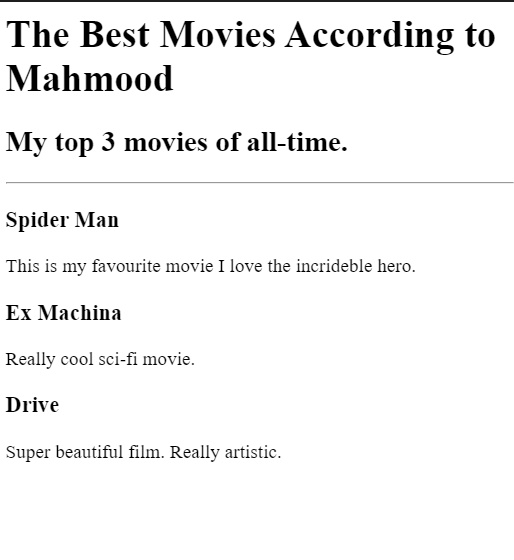 The Best Movies According to
Mahmood
My top 3 movies of all-time.
Spider Man
This is my favourite movie I love the incrideble hero.
Ex Machina
Really cool sci-fi movie.
Drive
Super beautiful film. Really artistic.